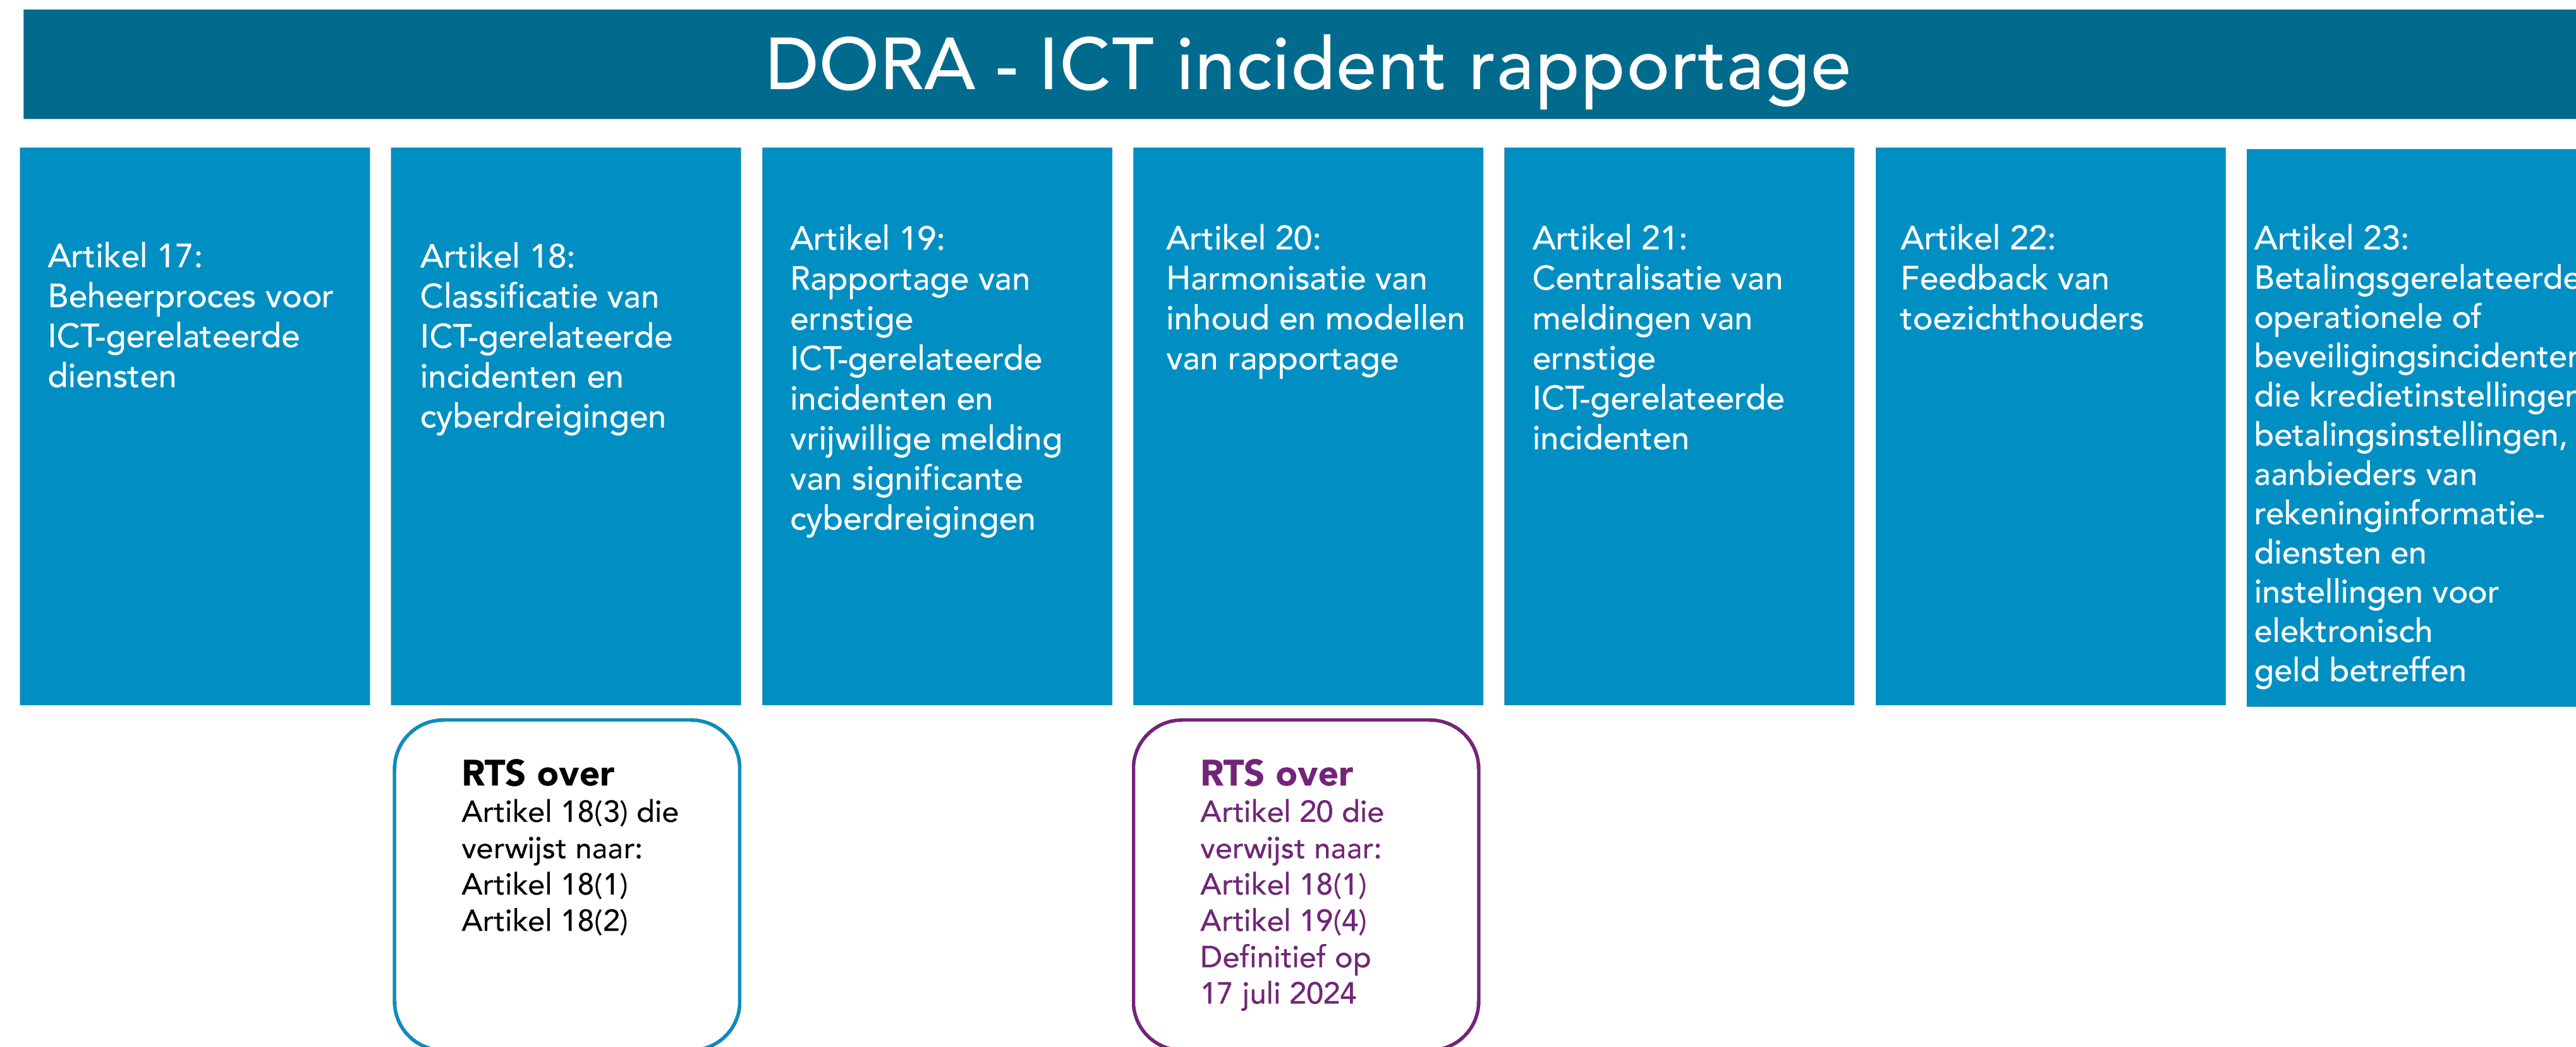 DORA - ICT incident rapportage
Artikel 17:
Beheerproces voor
ICT-gerelateerde
diensten
Artikel 18:
Classificatie van
ICT-gerelateerde
incidenten en
cyberdreigingen
Artikel 19:
Rapportage van
ernstige
ICT-gerelateerde
incidenten en
vrijwillige melding
van significante
cyberdreigingen
Artikel 20:
Harmonisatie van
inhoud en modellen
van rapportage
Artikel 21:
Centralisatie van
meldingen van
ernstige
ICT-gerelateerde
incidenten
Artikel 22:
Feedback van
toezichthouders
Artikel 23:
Betalingsgerelateerde
operationele of
beveiligingsincidenten
die kredietinstellingen
betalingsinstellingen,
aanbieders van
rekeninginformatie-
diensten en
instellingen voor
elektronisch
geld betreffen
RTS over
Artikel 18(3) die
verwijst naar:
Artikel 18(1)
Artikel 18(2)
RTS over
Artikel 20 die
verwijst naar:
Artikel 18(1)
Artikel 19(4)
Definitief op
17 juli 2024